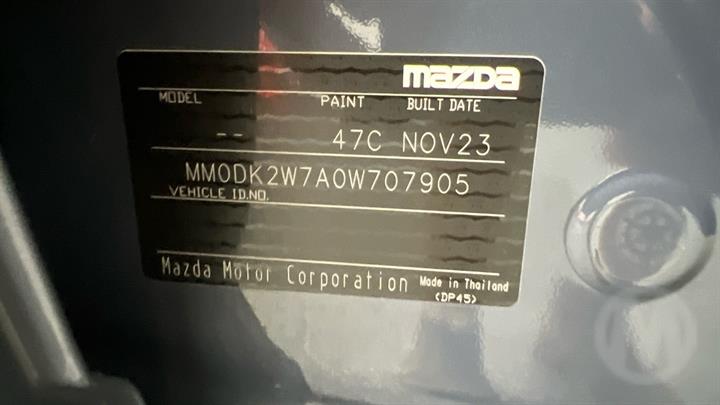 mazda
MODEL PAINT BUILT DATE
-- 47C NOV23
MM0DK2W7A0W707905
VEHICLE ID.NO.
Mazda Motor Corporation Made in Thailand
(DP45)
M